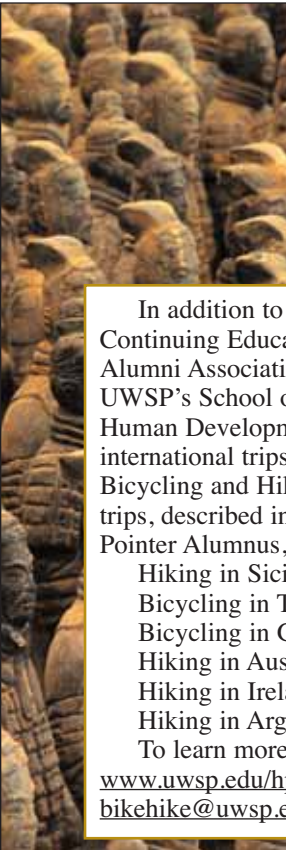 In addition to
Continuing Educa
Alumni Associati
UWSP's School o
Human Developm
international trips
Bicycling and Hil
trips, described in
Pointer Alumnus,
Hiking in Sici
Bicycling in T
Bicycling in C
Hiking in Aus
Hiking in Irela
Hiking in Arg
To learn more
www.uwsp.edu/hp
bikehike@uwsp.e